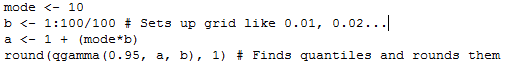 mode <- 10
b <- 1:100/100 # Sets up grid like 0.01, 0.02...
a <- 1 + (mode*b)
round(qgamma(0.95, a, b), 1) # Finds quantiles and rounds them